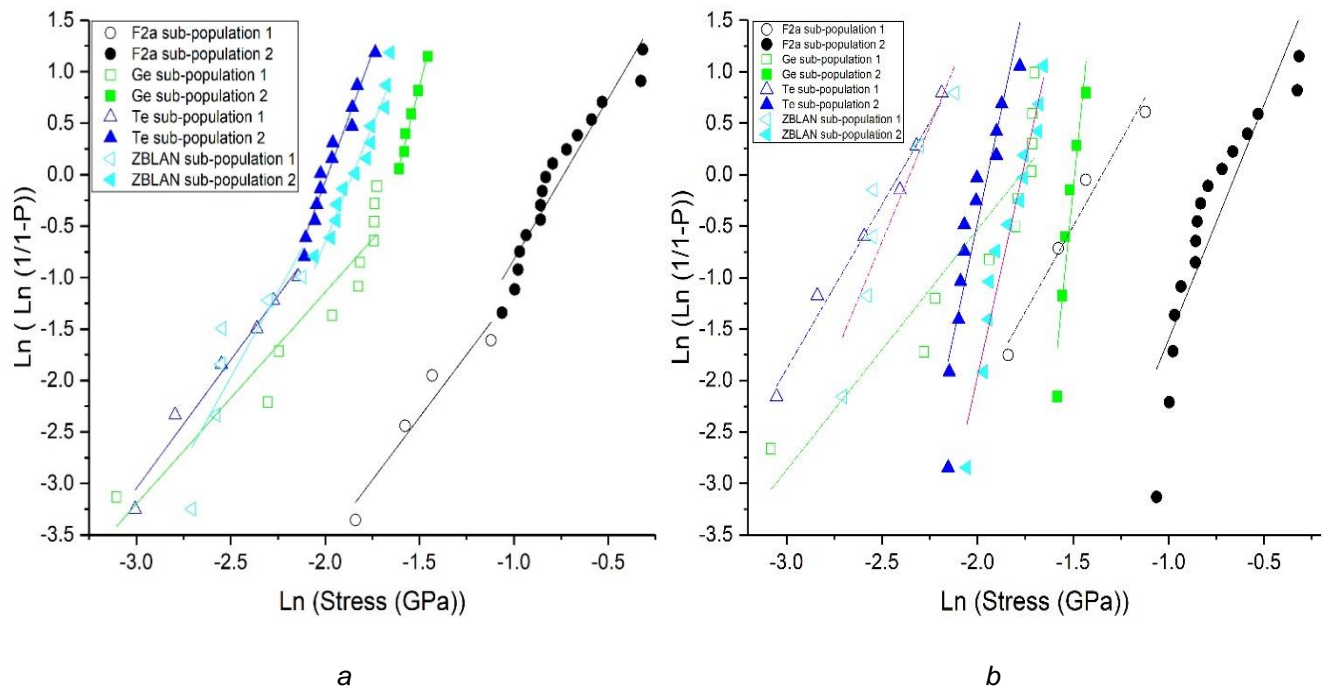 1.5
1.0
0.5
0.0
-0.5
-1.0
-1.5
-2.0
-2.5
-3.0
-3.5
Ln ( Ln (1/1-P)
F2a sub-population 1
F2a sub-population 2
Ge sub-population 1
Ge sub-population 2
Te sub-population 1
Te sub-population 2
ZBLAN sub-population 1
ZBLAN sub-population 2
-3.0 -2.5 -2.0 -1.5 -1.0 -0.5
Ln (Stress (GPa))
a
1.5
1.0
0.5
0.0
-0.5
-1.0
-1.5
-2.0
-2.5
-3.0
-3.5
Ln (Ln (1/1-P)
F2a sub-population 1
F2a sub-population 2
Ge sub-population 1
Ge sub-population 2
Te sub-population 1
Te sub-population 2
ZBLAN sub-population 1
ZBLAN sub-population 2
-3.0 -2.5 -2.0 -1.5 -1.0 -0.5
Ln (Stress (GPa))
b